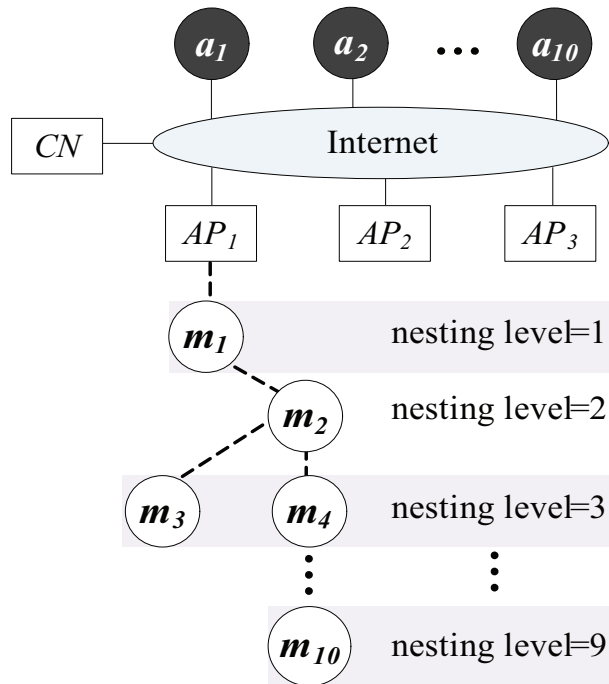 a1 a2 ... a10
CN Internet
AP1 AP2 AP3
m1 nesting level=1
m2 nesting level=2
m3 m4 nesting level=3
m10 nesting level=9